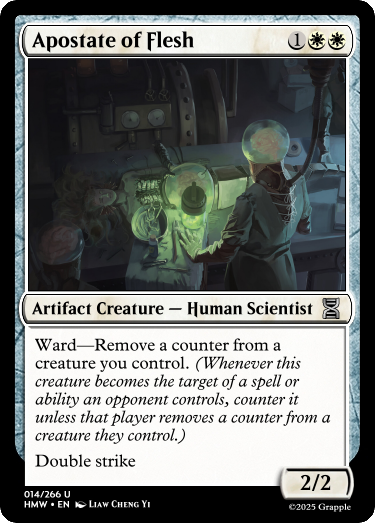 Apostate of Flesh 1
Artifact Creature — Human Scientist
Ward—Remove a counter from a
creature you control. (Whenever this
creature becomes the target of a spell or
ability an opponent controls, counter it
unless that player removes a counter from a
creature they control.)
Double strike
2/2
014/266 U
HMW • EN Liaw Cheng Yi
©2025 Grapple